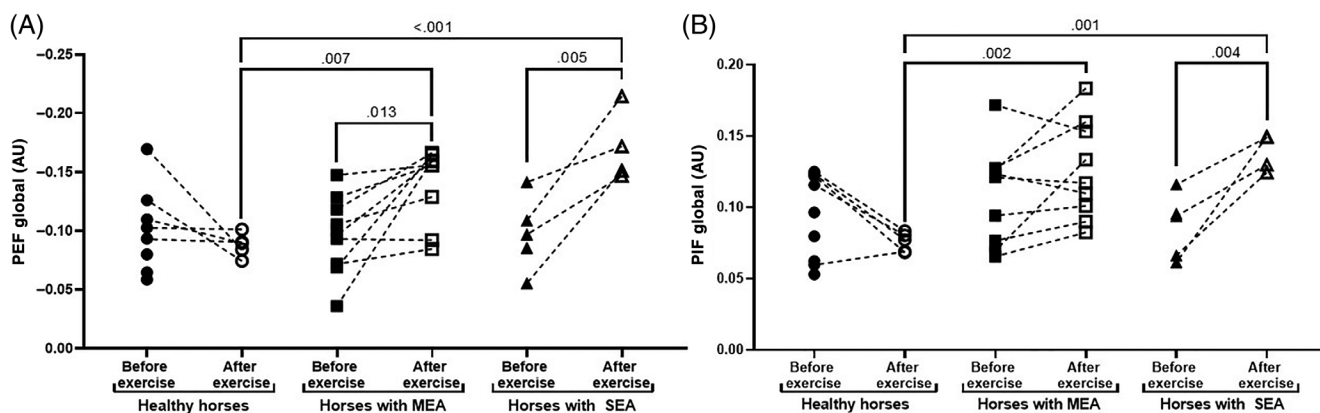 (A)
PEF global (AU)
–0.25
–0.20
–0.15
–0.10
–0.05
0.00
<.001
.007
.005
.013
Before exercise
After exercise
Before exercise
After exercise
Before exercise
After exercise
Healthy horses
Horses with MEA
Horses with SEA
(B)
PIF global (AU)
0.20
0.15
0.10
0.05
0.00
.001
.002
.004
Before exercise
After exercise
Before exercise
After exercise
Before exercise
After exercise
Healthy horses
Horses with MEA
Horses with SEA